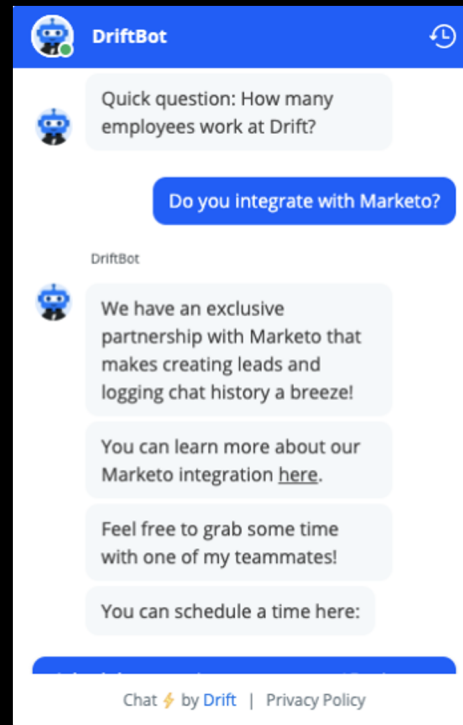 DriftBot
Quick question: How many
employees work at Drift?
Do you integrate with Marketo?
DriftBot
We have an exclusive
partnership with Marketo that
makes creating leads and
logging chat history a breeze!
You can learn more about our
Marketo integration here.
Feel free to grab some time
with one of my teammates!
You can schedule a time here:
Chat ⚡ by Drift | Privacy Policy